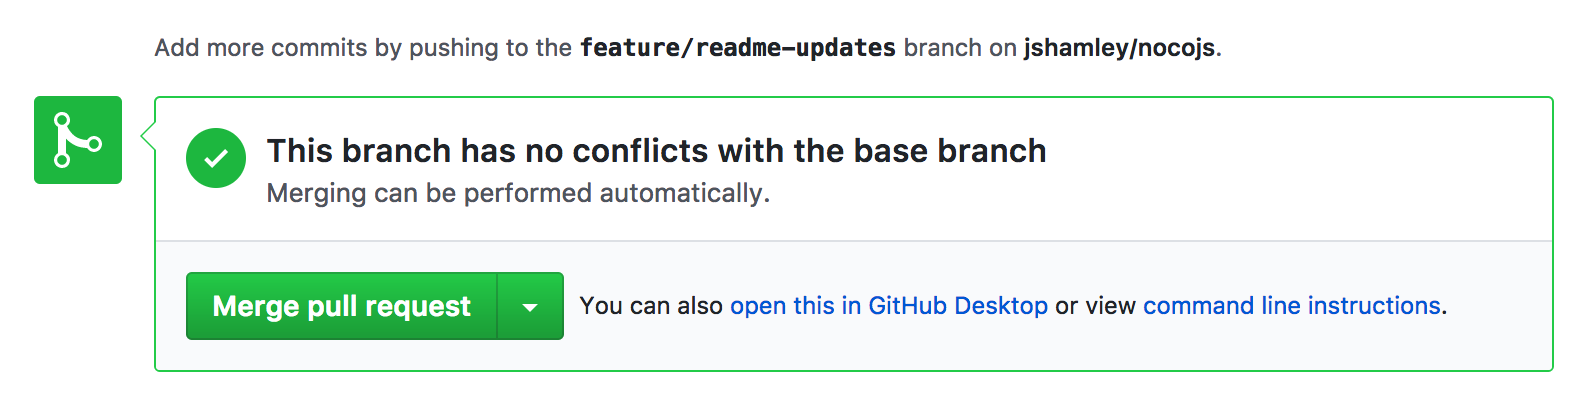 Add more commits by pushing to the feature/readme-updates branch on jshamley/nocojs.
This branch has no conflicts with the base branch
Merging can be performed automatically.
Merge pull request
You can also open this in GitHub Desktop or view command line instructions.